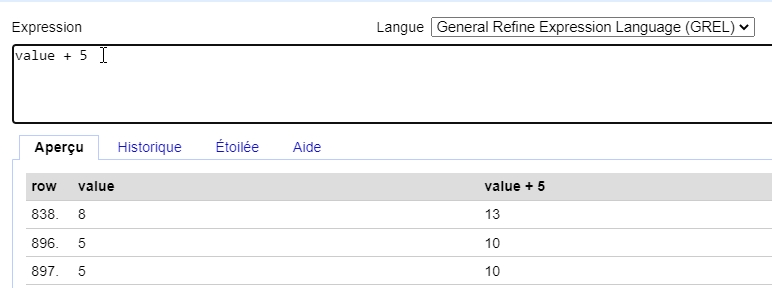 Expression Langue General Refine Expression Language (GREL)
value + 5
Aperçu Historique Étoilée Aide
row value value + 5
838. 8 13
896. 5 10
897. 5 10